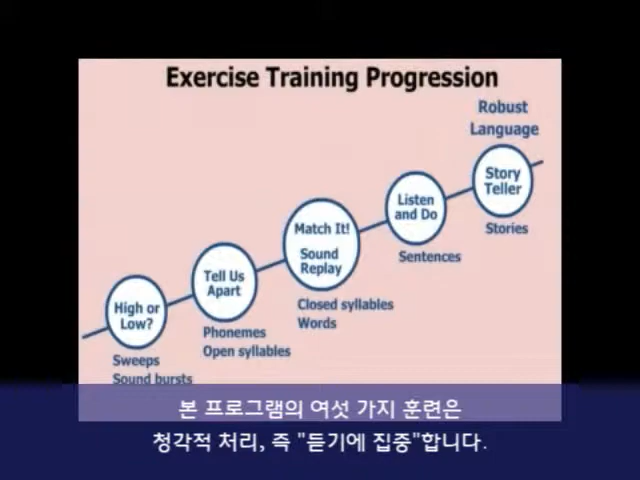 Exercise Training Progression
Robust
Language
Story
Teller
Stories
Listen
and Do
Sentences
Match It!
Sound
Replay
Closed syllables
Words
Tell Us
Apart
Phonemes
Open syllables
High or
Low?
Sweeps
Sound bursts
본 프로그램의 여섯 가지 훈련은
청각적 처리, 즉 "듣기에 집중"합니다.